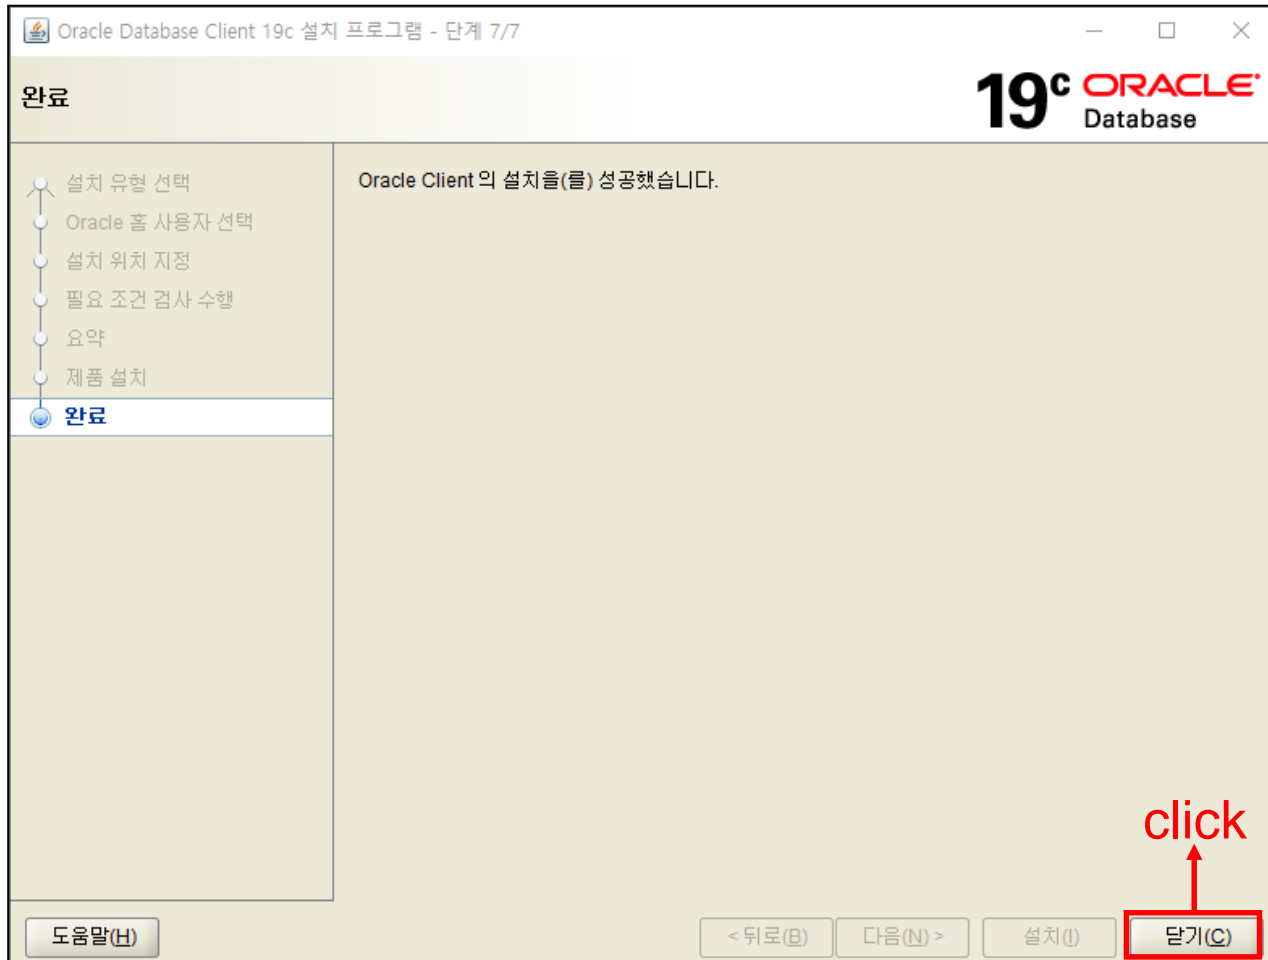 Oracle Database Client 19c 설치 프로그램 - 단계 7/7
완료
19c ORACLE
Database
설치 유형 선택
Oracle 홈 사용자 선택
설치 위치 지정
필요 조건 검사 수행
요약
제품 설치
완료
Oracle Client 의 설치을(를) 성공했습니다.
click
도움말(H)
< 뒤로(B)
다음(N) >
설치(I)
닫기(C)